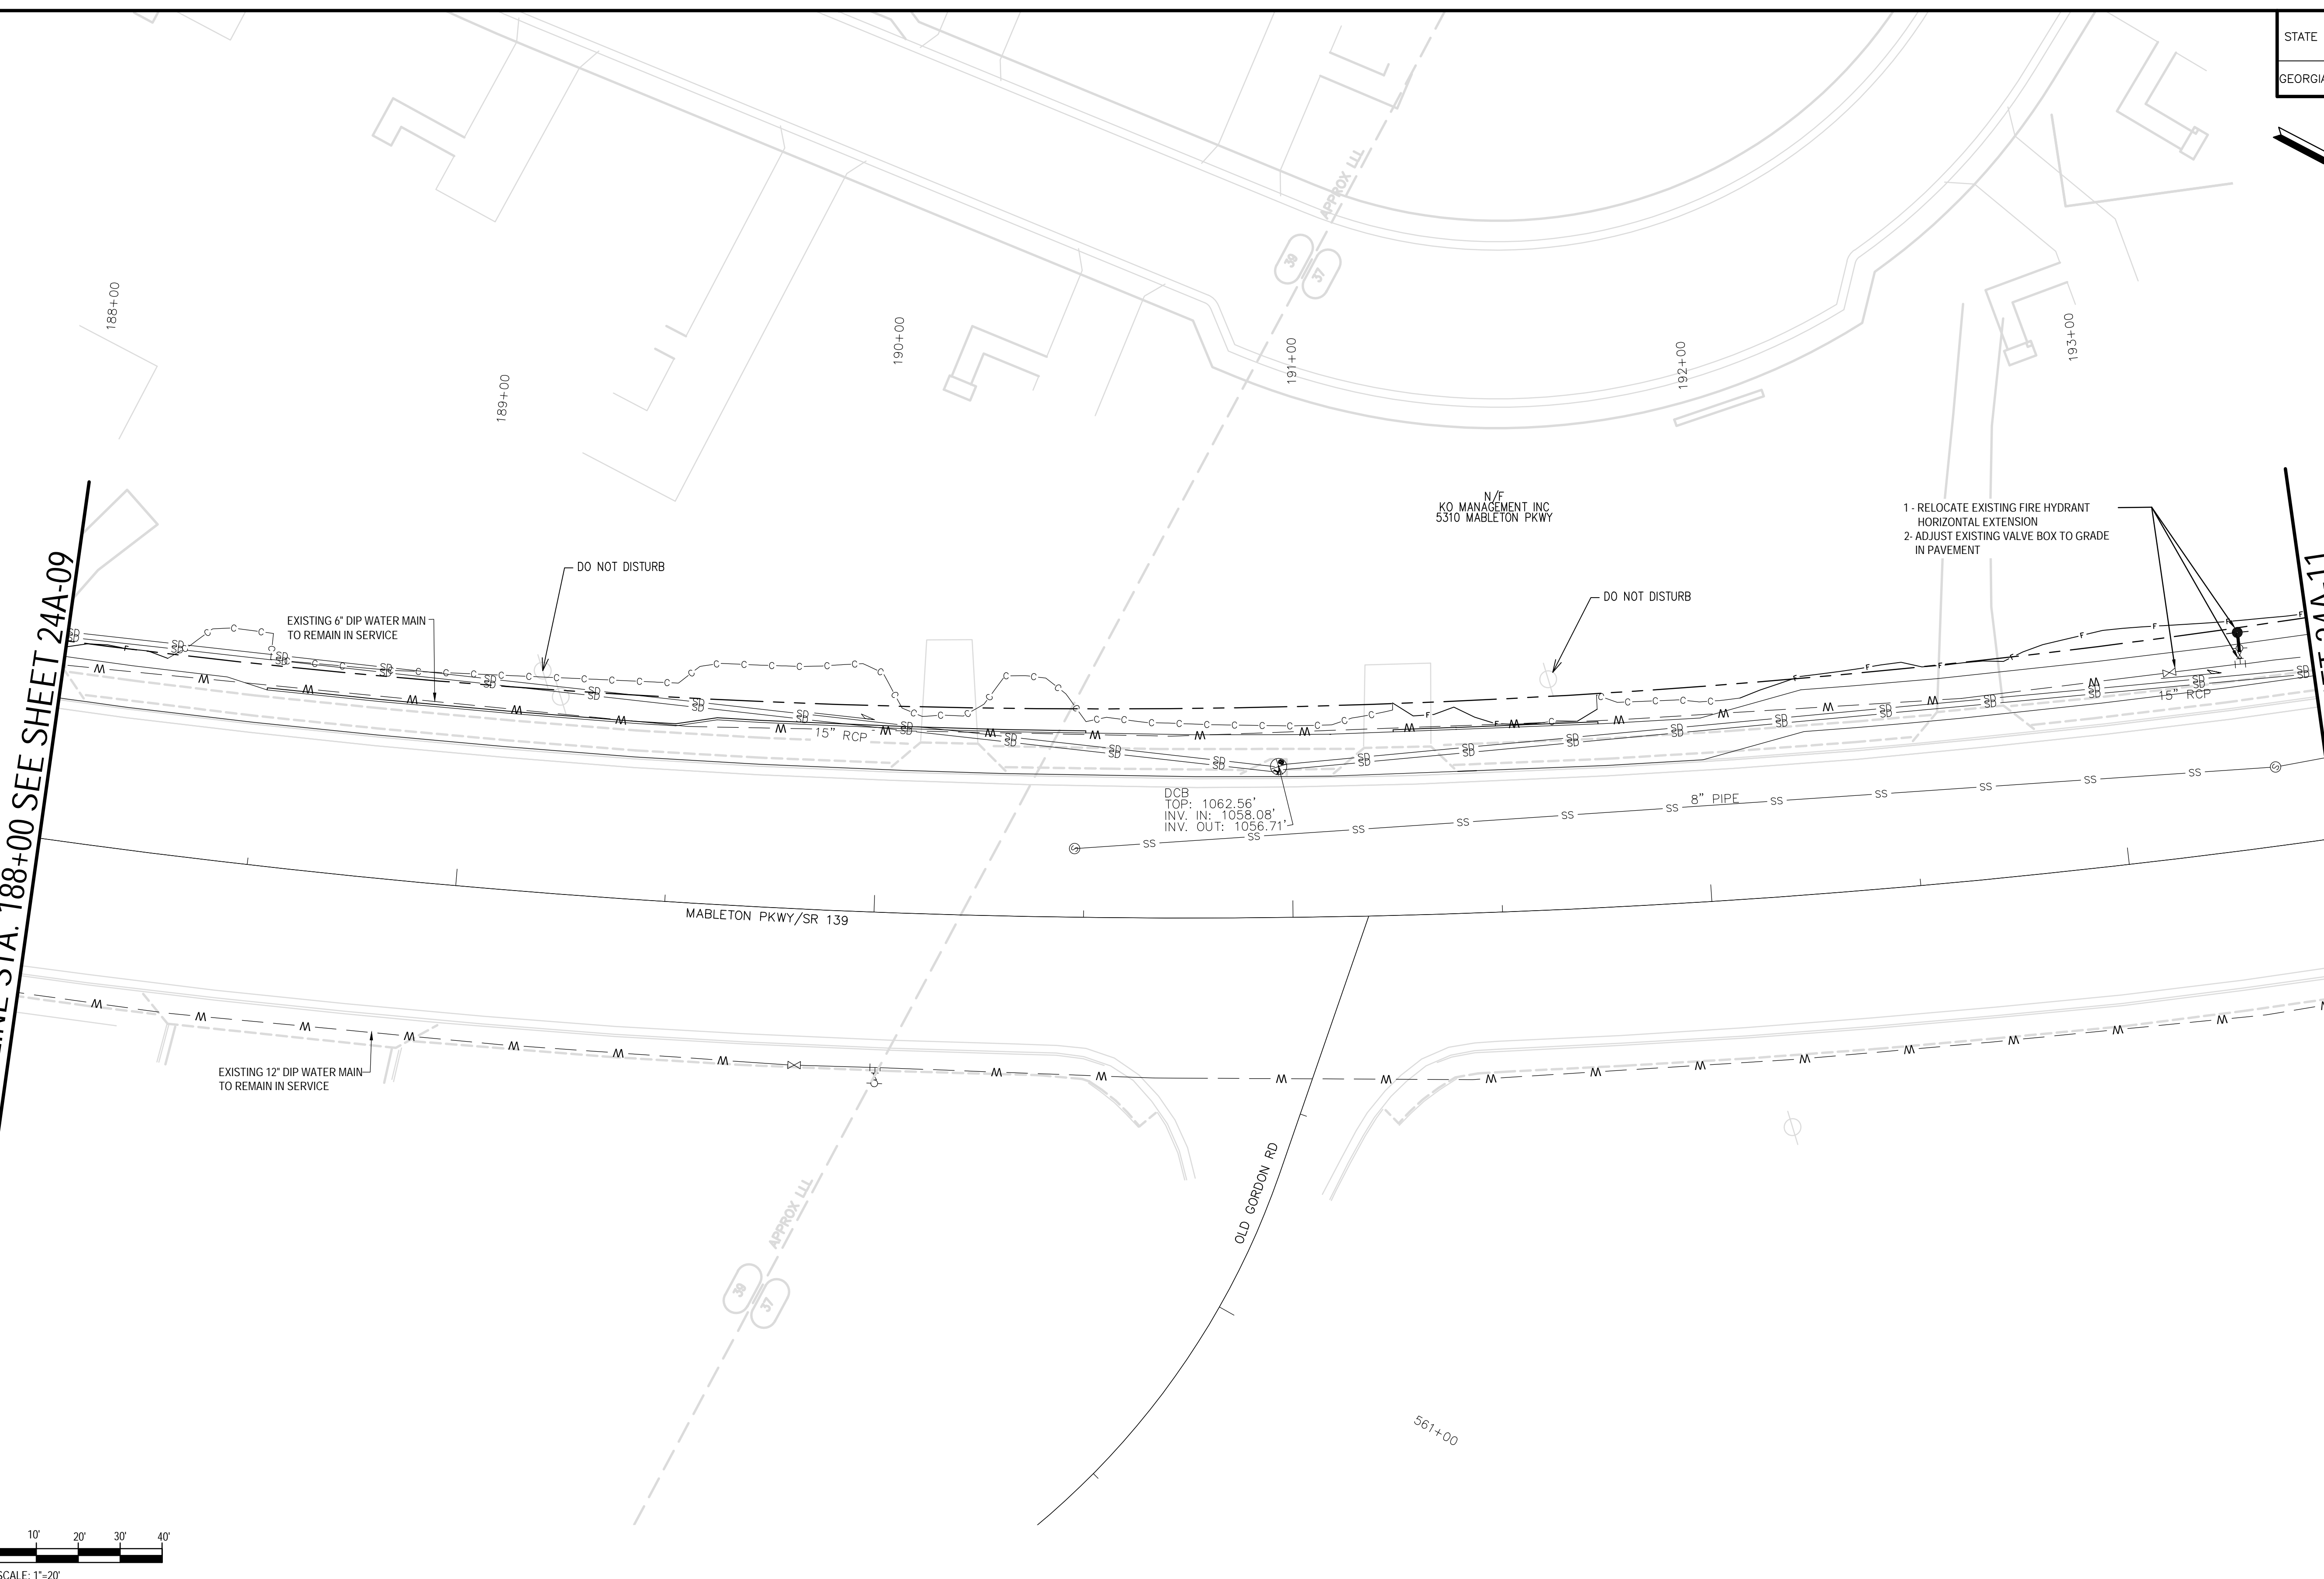 STATE
GEORGIA
APPROX LLL
39
37
188+00
189+00
190+00
191+00
192+00
193+00
N/F
KO MANAGEMENT INC
5310 MABLETON PKWY
1 - RELOCATE EXISTING FIRE HYDRANT
HORIZONTAL EXTENSION
2- ADJUST EXISTING VALVE BOX TO GRADE
IN PAVEMENT
DO NOT DISTURB
DO NOT DISTURB
EXISTING 6" DIP WATER MAIN
TO REMAIN IN SERVICE
15" RCP
15" RCP
DCB
TOP: 1062.56'
INV. IN: 1058.08'
INV. OUT: 1056.71'
8" PIPE
MABLETON PKWY/SR 139
EXISTING 12" DIP WATER MAIN
TO REMAIN IN SERVICE
OLD GORDON RD
APPROX LLL
39
37
561+00
STA. 188+00 SEE SHEET 24A-09
10' 20' 30' 40'
SCALE: 1"=20'